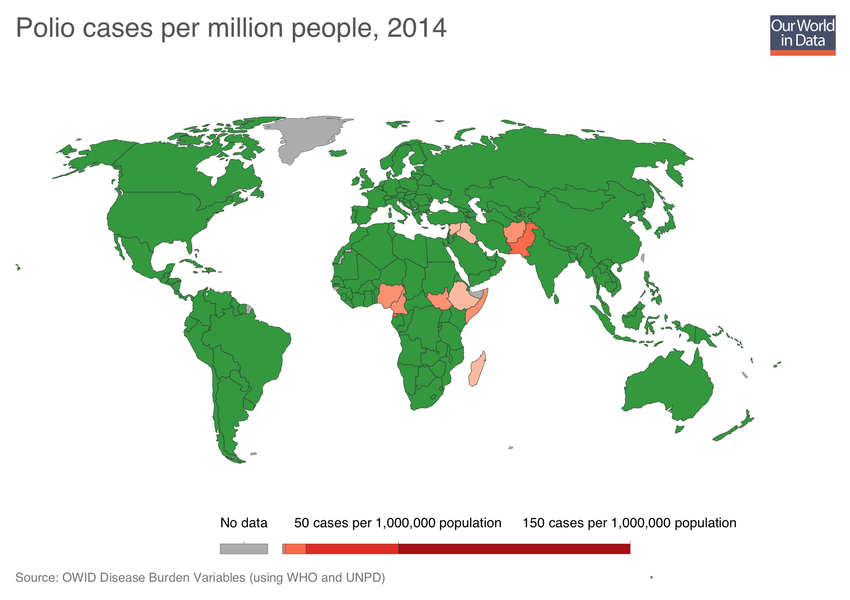 Polio cases per million people, 2014
Our World
in Data
No data
50 cases per 1,000,000 population
150 cases per 1,000,000 population
Source: OWID Disease Burden Variables (using WHO and UNPD)